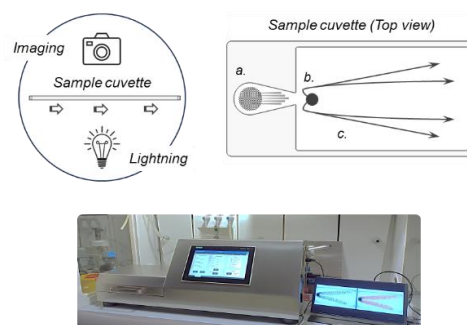 Imaging
Sample cuvette
Lightning
Sample cuvette (Top view)
a.
b.
c.